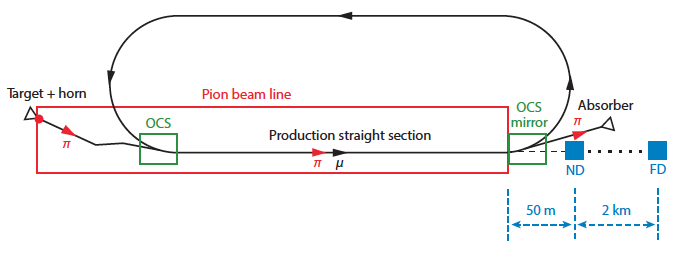 Target + horn
Pion beam line
OCS
mirror
Absorber
π
OCS
Production straight section
π
π
μ
ND
FD
50 m
2 km